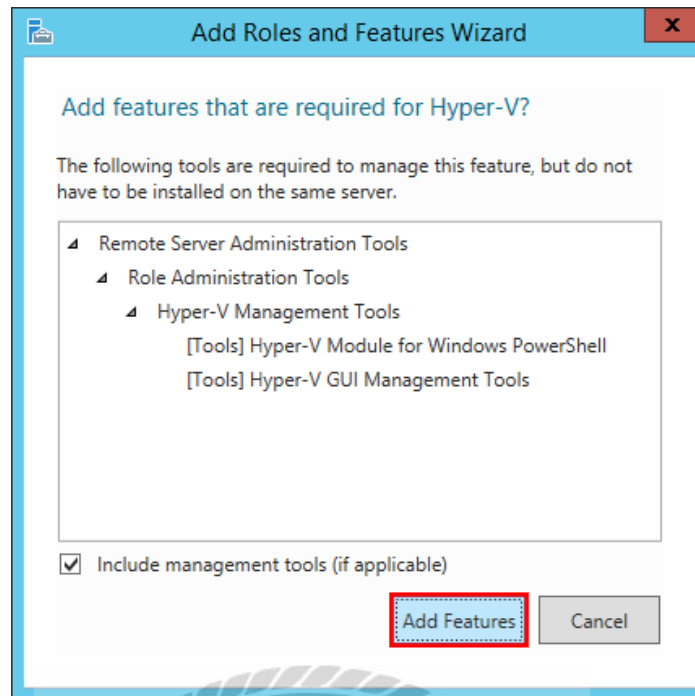 Add Roles and Features Wizard
x
Add features that are required for Hyper-V?
The following tools are required to manage this feature, but do not
have to be installed on the same server.
Remote Server Administration Tools
Role Administration Tools
Hyper-V Management Tools
[Tools] Hyper-V Module for Windows PowerShell
[Tools] Hyper-V GUI Management Tools
Include management tools (if applicable)
Add Features
Cancel